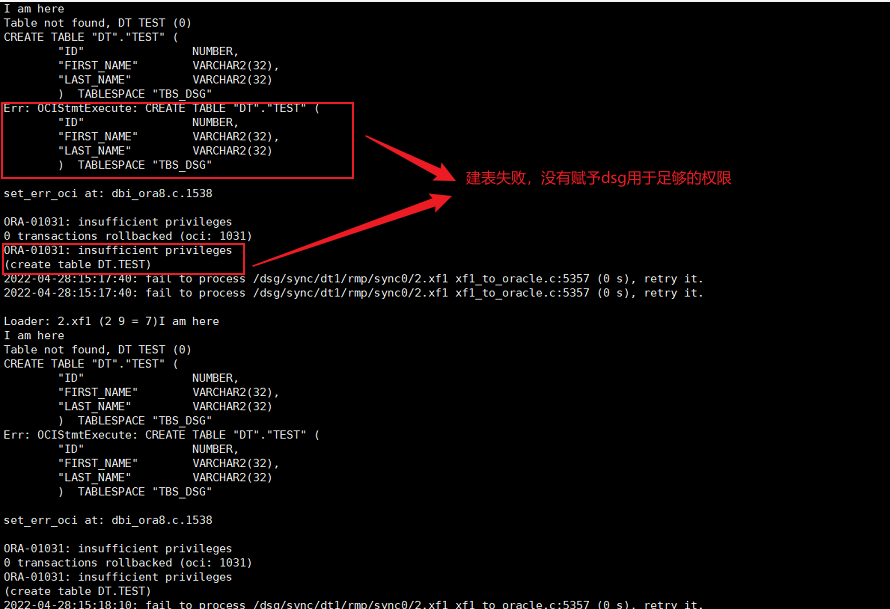 I am here
Table not found, DT TEST (0)
CREATE TABLE "DT"."TEST" (
"ID" NUMBER,
"FIRST_NAME" VARCHAR2(32),
"LAST_NAME" VARCHAR2(32)
) TABLESPACE "TBS_DSG"
Err: OCIStmtExecute: CREATE TABLE "DT"."TEST" (
"ID" NUMBER,
"FIRST_NAME" VARCHAR2(32),
"LAST_NAME" VARCHAR2(32)
) TABLESPACE "TBS_DSG"
建表失败，没有赋予dsg用于足够的权限
set_err_oci at: dbi_ora8.c.1538
ORA-01031: insufficient privileges
0 transactions rollbacked (oci: 1031)
ORA-01031: insufficient privileges
(create table DT.TEST)
2022-04-28:15:17:40: fail to process /dsg/sync/dt1/rmp/sync0/2.xf1 xf1_to_oracle.c:5357 (0 s), retry it.
2022-04-28:15:17:40: fail to process /dsg/sync/dt1/rmp/sync0/2.xf1 xf1_to_oracle.c:5357 (0 s), retry it.
Loader: 2.xf1 (2 9 = 7)I am here
I am here
Table not found, DT TEST (0)
CREATE TABLE "DT"."TEST" (
"ID" NUMBER,
"FIRST_NAME" VARCHAR2(32),
"LAST_NAME" VARCHAR2(32)
) TABLESPACE "TBS_DSG"
Err: OCIStmtExecute: CREATE TABLE "DT"."TEST" (
"ID" NUMBER,
"FIRST_NAME" VARCHAR2(32),
"LAST_NAME" VARCHAR2(32)
) TABLESPACE "TBS_DSG"
set_err_oci at: dbi_ora8.c.1538
ORA-01031: insufficient privileges
0 transactions rollbacked (oci: 1031)
ORA-01031: insufficient privileges
(create table DT.TEST)
2022-04-28:15:18:10: fail to process /dsg/sync/dt1/rmp/sync0/2.xf1 xf1_to_oracle.c:5357 (0 s), retry it.